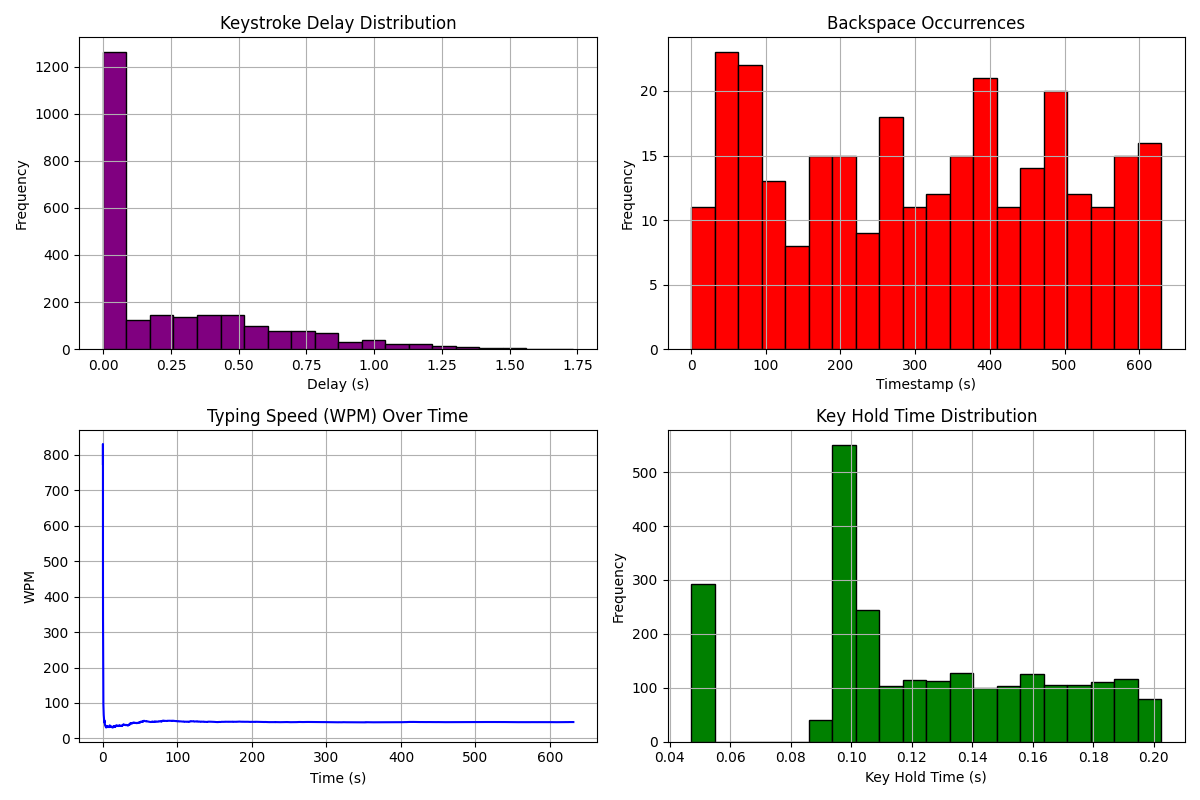 Keystroke Delay Distribution
Frequency
1200
1000
800
600
400
200
0
0.00 0.25 0.50 0.75 1.00 1.25 1.50 1.75
Delay (s)
Backspace Occurrences
Frequency
20
15
10
5
0
0 100 200 300 400 500 600
Timestamp (s)
Typing Speed (WPM) Over Time
WPM
800
700
600
500
400
300
200
100
0
0 100 200 300 400 500 600
Time (s)
Key Hold Time Distribution
Frequency
500
400
300
200
100
0
0.04 0.06 0.08 0.10 0.12 0.14 0.16 0.18 0.20
Key Hold Time (s)